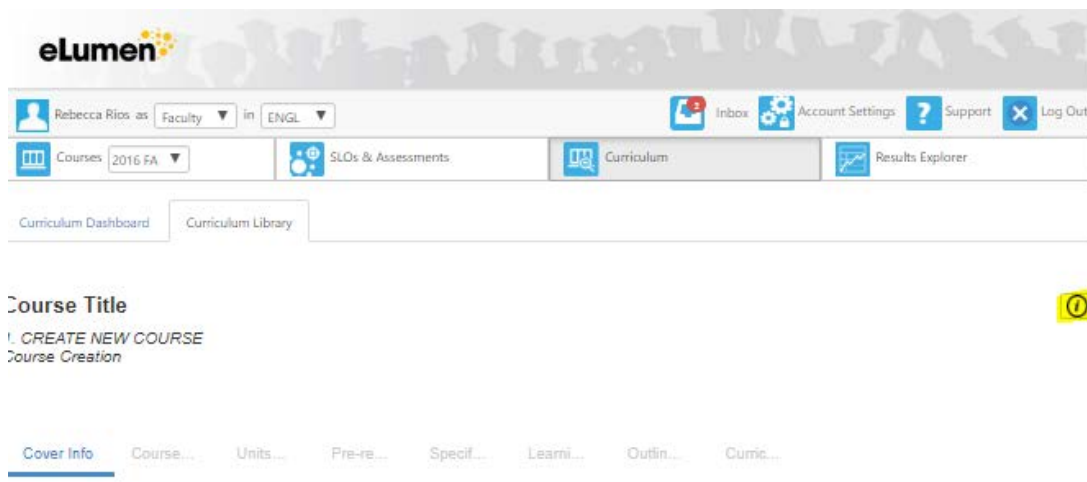 eLumen
Rebecca Rios as Faculty ▼ in ENGL ▼ 2 Inbox Account Settings ? Support Log Out
Courses 2016 FA ▼ SLOs & Assessments Curriculum Results Explorer
Curriculum Dashboard Curriculum Library
Course Title
. CREATE NEW COURSE
Course Creation
Cover Info Course... Units... Pre-re... Specif... Learni... Outlin... Curric...